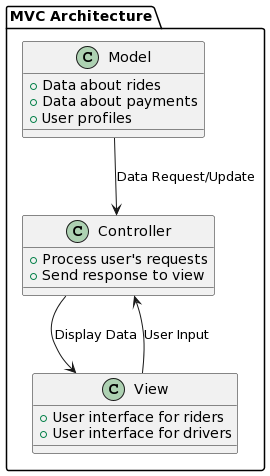 MVC Architecture
C Model
Data about rides
Data about payments
User profiles
Data Request/Update
C Controller
Process user's requests
Send response to view
Display Data
User Input
C View
User interface for riders
User interface for drivers